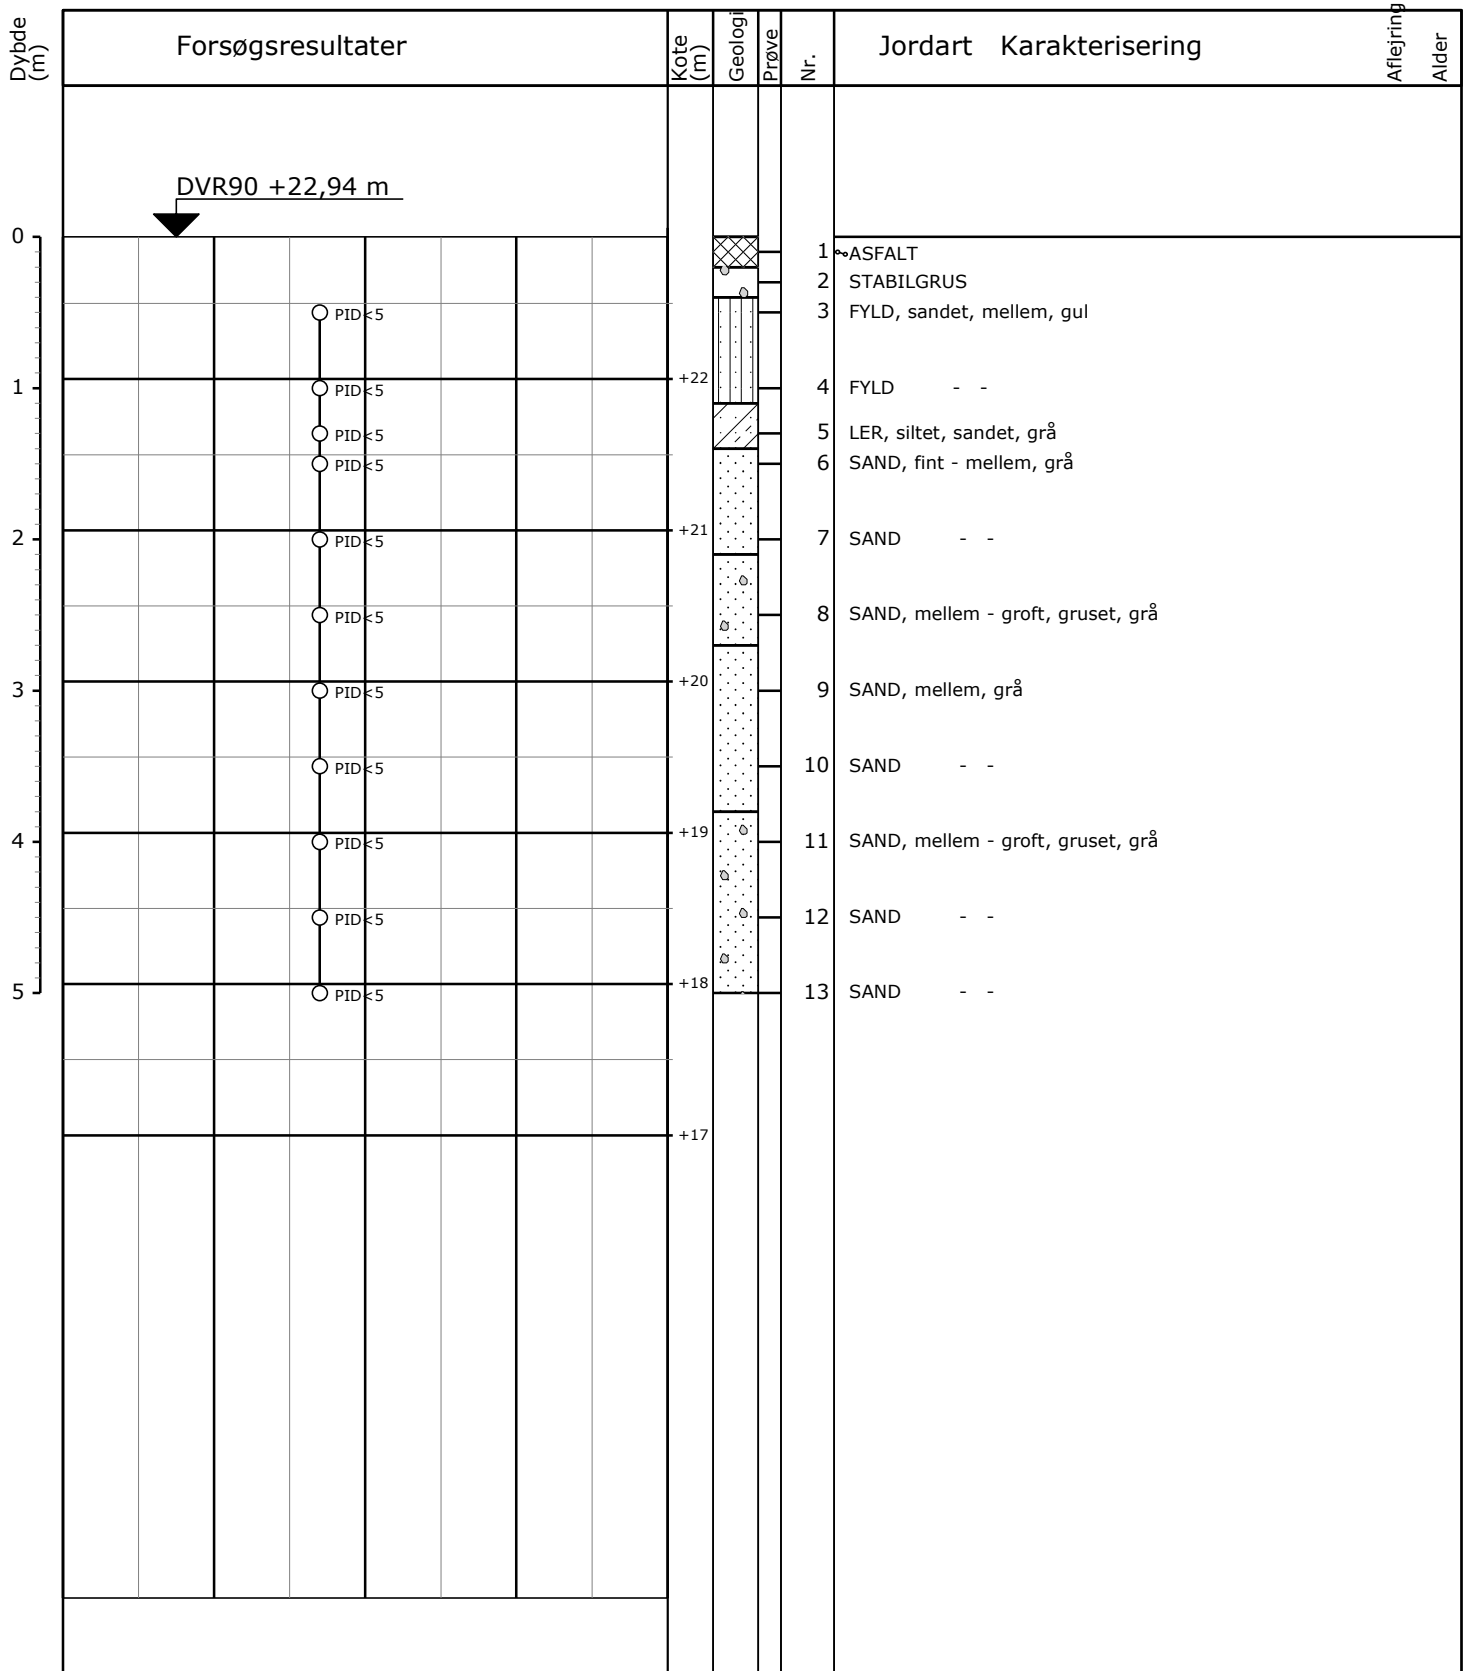 Dybde (m)
Forsøgsresultater
Kote (m)
Geologi
Prøve
Nr.
Jordart Karakterisering
Aflejring
Alder
DVR90 +22,94 m
0
1 ASFALT
2 STABILGRUS
PID<5
3 FYLD, sandet, mellem, gul
+22
1
PID<5
4 FYLD - -
PID<5
5 LER, siltet, sandet, grå
PID<5
6 SAND, fint - mellem, grå
+21
2
PID<5
7 SAND - -
PID<5
8 SAND, mellem - groft, gruset, grå
+20
3
PID<5
9 SAND, mellem, grå
PID<5
10 SAND - -
+19
4
PID<5
11 SAND, mellem - groft, gruset, grå
PID<5
12 SAND - -
+18
5
PID<5
13 SAND - -
+17